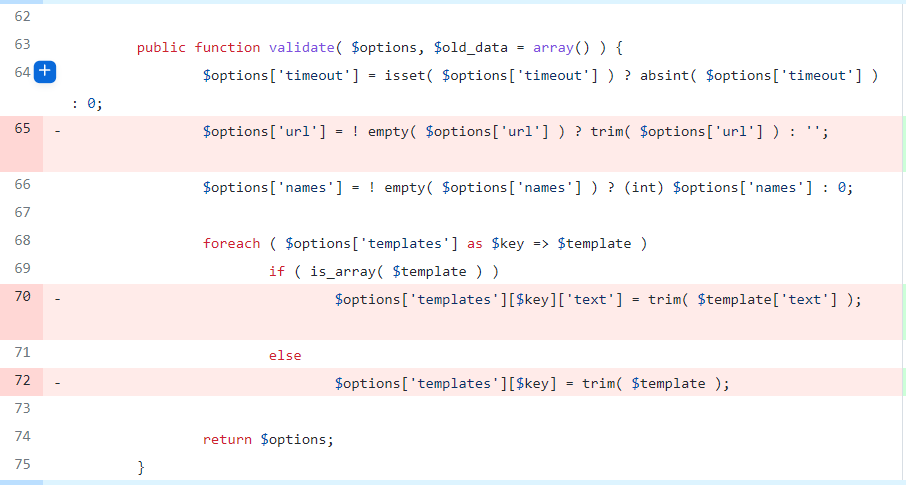 62
63 public function validate( $options, $old_data = array() ) {
64 + $options['timeout'] = isset( $options['timeout'] ) ? absint( $options['timeout'] )
: 0;
65 - $options['url'] = ! empty( $options['url'] ) ? trim( $options['url'] ) : '';
66 $options['names'] = ! empty( $options['names'] ) ? (int) $options['names'] : 0;
67
68 foreach ( $options['templates'] as $key => $template )
69 if ( is_array( $template ) )
70 - $options['templates'][$key]['text'] = trim( $template['text'] );
71 else
72 - $options['templates'][$key] = trim( $template );
73
74 return $options;
75 }